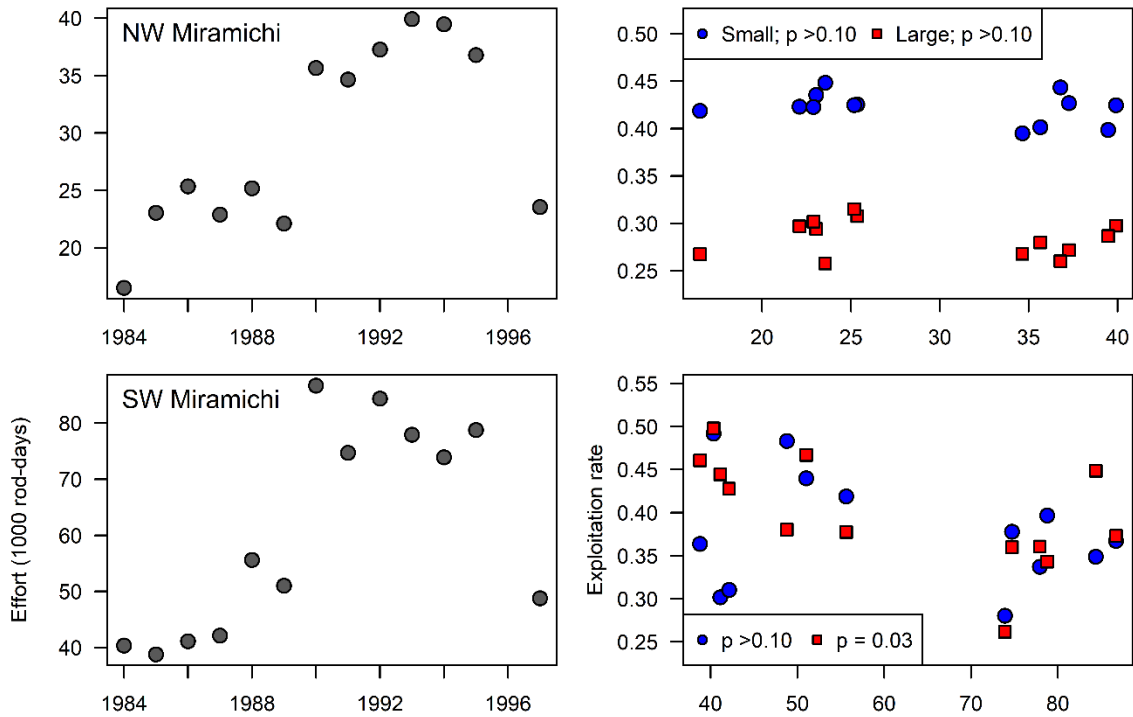 NW Miramichi
40
35
30
25
20
1984 1988 1992 1996
Small; p >0.10 Large; p >0.10
0.50
0.45
0.40
0.35
0.30
0.25
20 25 30 35 40
SW Miramichi
Effort (1000 rod-days)
80
70
60
50
40
1984 1988 1992 1996
Exploitation rate
0.55
0.50
0.45
0.40
0.35
0.30
0.25
p >0.10 p = 0.03
40 50 60 70 80